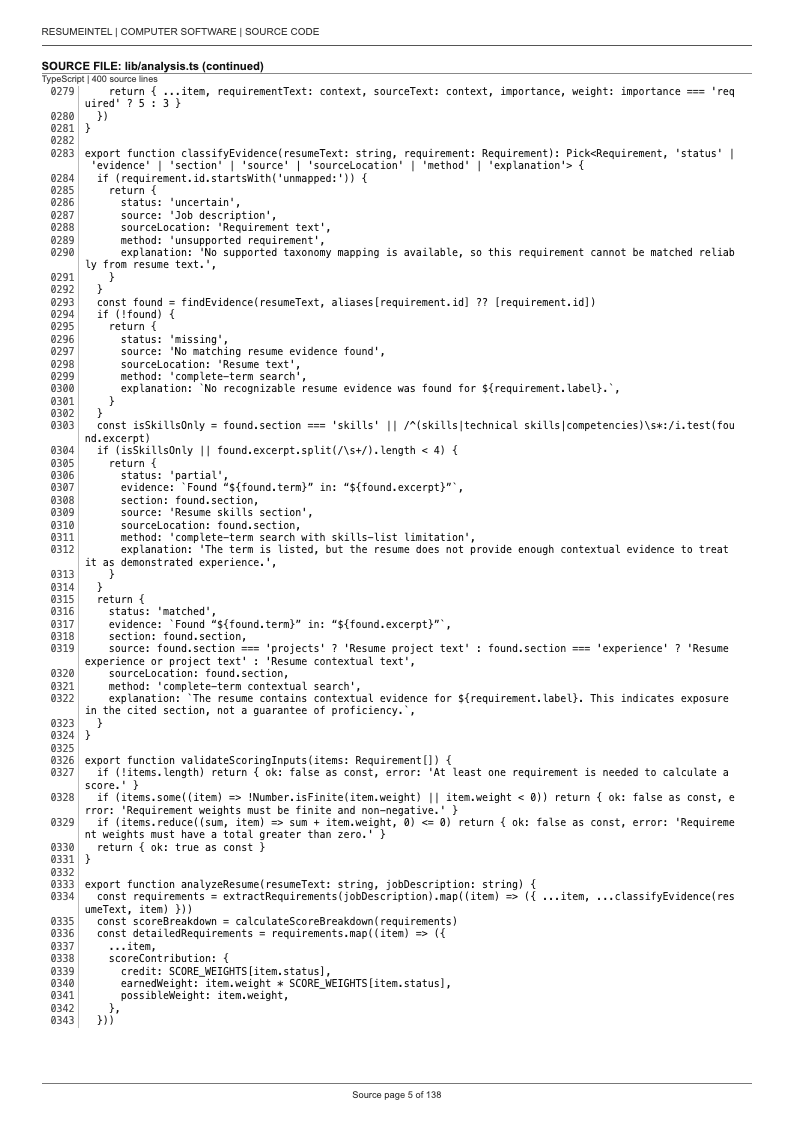 RESUMEINTEL | COMPUTER SOFTWARE | SOURCE CODE
SOURCE FILE: lib/analysis.ts (continued)
TypeScript | 400 source lines
0279     return { ...item, requirementText: context, sourceText: context, importance, weight: importance === 'req
uired' ? 5 : 3 }
0280   })
0281 }
0282
0283 export function classifyEvidence(resumeText: string, requirement: Requirement): Pick<Requirement, 'status' |
 'evidence' | 'section' | 'source' | 'sourceLocation' | 'method' | 'explanation'> {
0284   if (requirement.id.startsWith('unmapped:')) {
0285     return {
0286       status: 'uncertain',
0287       source: 'Job description',
0288       sourceLocation: 'Requirement text',
0289       method: 'unsupported requirement',
0290       explanation: 'No supported taxonomy mapping is available, so this requirement cannot be matched reliab
ly from resume text.',
0291     }
0292   }
0293   const found = findEvidence(resumeText, aliases[requirement.id] ?? [requirement.id])
0294   if (!found) {
0295     return {
0296       status: 'missing',
0297       source: 'No matching resume evidence found',
0298       sourceLocation: 'Resume text',
0299       method: 'complete-term search',
0300       explanation: `No recognizable resume evidence was found for ${requirement.label}.`,
0301     }
0302   }
0303   const isSkillsOnly = found.section === 'skills' || /^(skills|technical skills|competencies)\s*:/i.test(fou
nd.excerpt)
0304   if (isSkillsOnly || found.excerpt.split(/\s+/).length < 4) {
0305     return {
0306       status: 'partial',
0307       evidence: `Found “${found.term}” in: “${found.excerpt}”`,
0308       section: found.section,
0309       source: 'Resume skills section',
0310       sourceLocation: found.section,
0311       method: 'complete-term search with skills-list limitation',
0312       explanation: 'The term is listed, but the resume does not provide enough contextual evidence to treat
it as demonstrated experience.',
0313     }
0314   }
0315   return {
0316     status: 'matched',
0317     evidence: `Found “${found.term}” in: “${found.excerpt}”`,
0318     section: found.section,
0319     source: found.section === 'projects' ? 'Resume project text' : found.section === 'experience' ? 'Resume
experience or project text' : 'Resume contextual text',
0320     sourceLocation: found.section,
0321     method: 'complete-term contextual search',
0322     explanation: `The resume contains contextual evidence for ${requirement.label}. This indicates exposure
in the cited section, not a guarantee of proficiency.`,
0323   }
0324 }
0325
0326 export function validateScoringInputs(items: Requirement[]) {
0327   if (!items.length) return { ok: false as const, error: 'At least one requirement is needed to calculate a
score.' }
0328   if (items.some((item) => !Number.isFinite(item.weight) || item.weight < 0)) return { ok: false as const, e
rror: 'Requirement weights must be finite and non-negative.' }
0329   if (items.reduce((sum, item) => sum + item.weight, 0) <= 0) return { ok: false as const, error: 'Requireme
nt weights must have a total greater than zero.' }
0330   return { ok: true as const }
0331 }
0332
0333 export function analyzeResume(resumeText: string, jobDescription: string) {
0334   const requirements = extractRequirements(jobDescription).map((item) => ({ ...item, ...classifyEvidence(res
umeText, item) }))
0335   const scoreBreakdown = calculateScoreBreakdown(requirements)
0336   const detailedRequirements = requirements.map((item) => ({
0337     ...item,
0338     scoreContribution: {
0339       credit: SCORE_WEIGHTS[item.status],
0340       earnedWeight: item.weight * SCORE_WEIGHTS[item.status],
0341       possibleWeight: item.weight,
0342     },
0343   }))
Source page 5 of 138